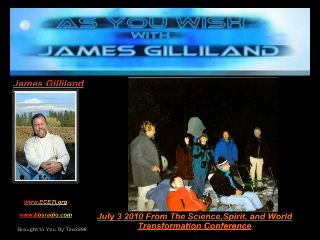 AS YOU WISH
WITH
JAMES GILLILAND
James Gilliland
www.ECETI.org
www.bbsradio.com
Brought to You By Tao2299
July 3 2010 From The Science,Spirit, and World
Transformation Conference